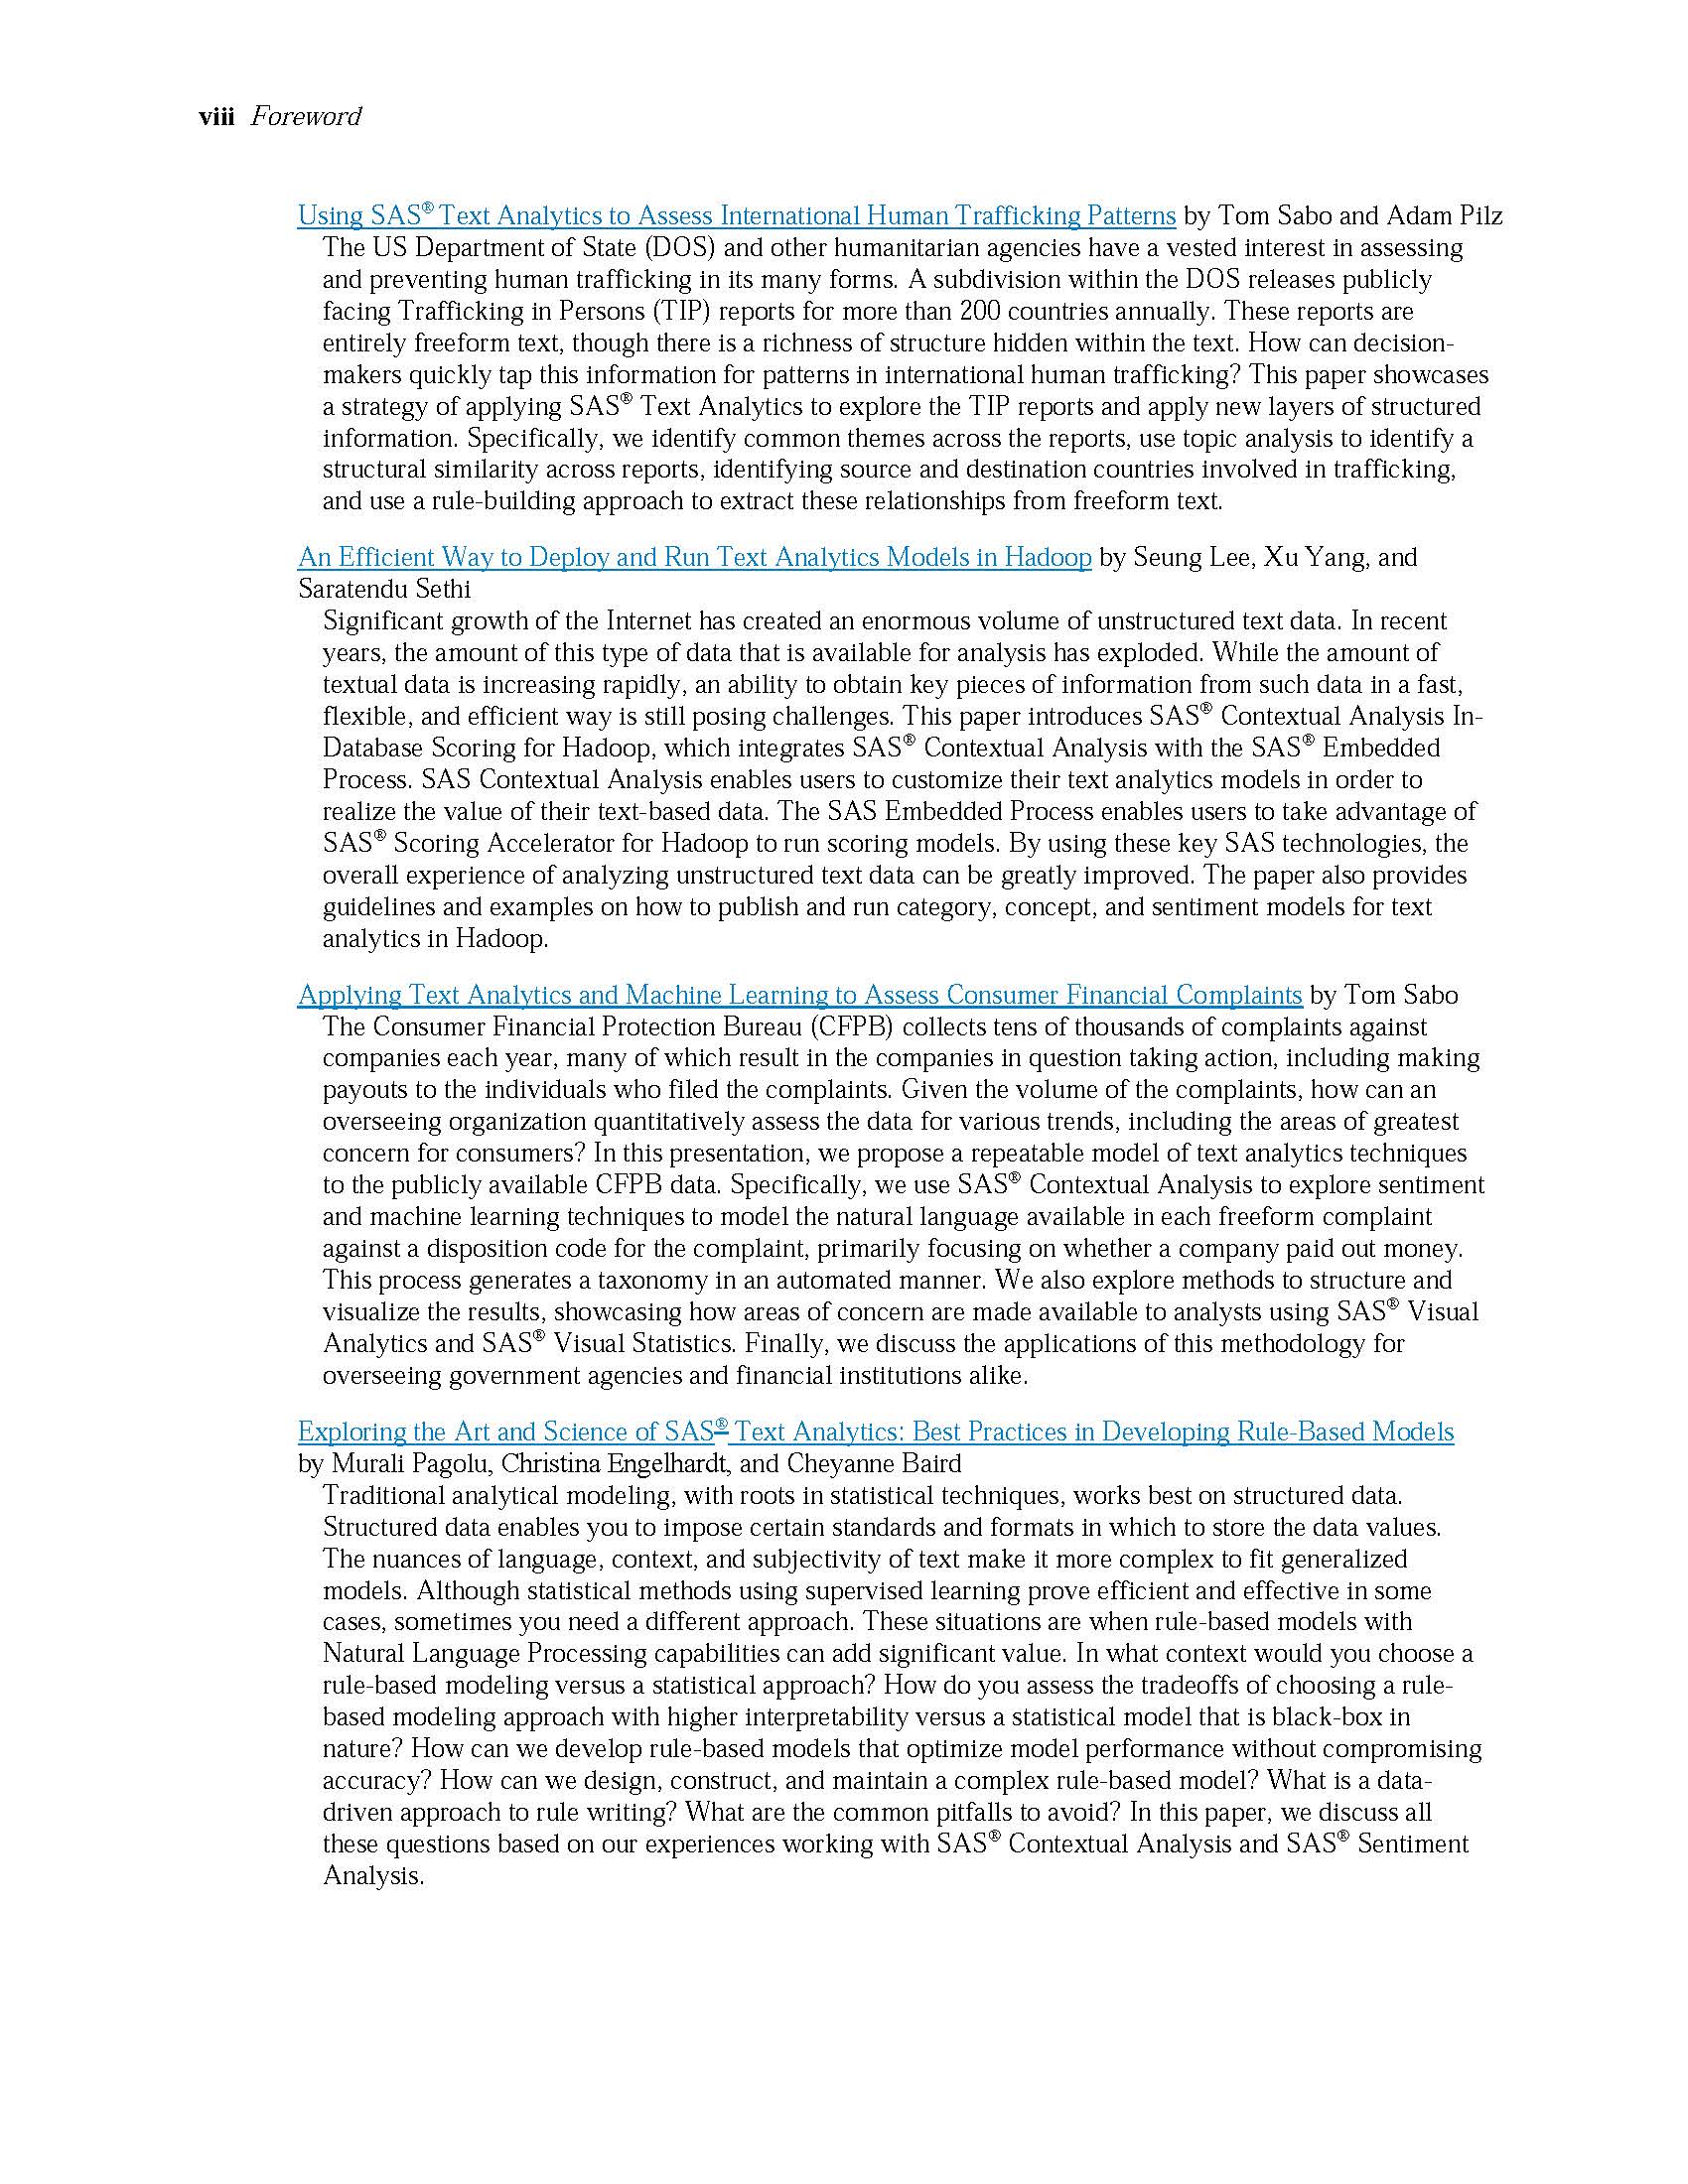 viii Foreword
Using SAS® Text Analytics to Assess International Human Trafficking Patterns by Tom Sabo and Adam Pilz
The US Department of State (DOS) and other humanitarian agencies have a vested interest in assessing
and preventing human trafficking in its many forms. A subdivision within the DOS releases publicly
facing Trafficking in Persons (TIP) reports for more than 200 countries annually. These reports are
entirely freeform text, though there is a richness of structure hidden within the text. How can decision-
makers quickly tap this information for patterns in international human trafficking? This paper showcases
a strategy of applying SAS® Text Analytics to explore the TIP reports and apply new layers of structured
information. Specifically, we identify common themes across the reports, use topic analysis to identify a
structural similarity across reports, identifying source and destination countries involved in trafficking,
and use a rule-building approach to extract these relationships from freeform text.
An Efficient Way to Deploy and Run Text Analytics Models in Hadoop by Seung Lee, Xu Yang, and
Saratendu Sethi
Significant growth of the Internet has created an enormous volume of unstructured text data. In recent
years, the amount of this type of data that is available for analysis has exploded. While the amount of
textual data is increasing rapidly, an ability to obtain key pieces of information from such data in a fast,
flexible, and efficient way is still posing challenges. This paper introduces SAS® Contextual Analysis In-
Database Scoring for Hadoop, which integrates SAS® Contextual Analysis with the SAS® Embedded
Process. SAS Contextual Analysis enables users to customize their text analytics models in order to
realize the value of their text-based data. The SAS Embedded Process enables users to take advantage of
SAS® Scoring Accelerator for Hadoop to run scoring models. By using these key SAS technologies, the
overall experience of analyzing unstructured text data can be greatly improved. The paper also provides
guidelines and examples on how to publish and run category, concept, and sentiment models for text
analytics in Hadoop.
Applying Text Analytics and Machine Learning to Assess Consumer Financial Complaints by Tom Sabo
The Consumer Financial Protection Bureau (CFPB) collects tens of thousands of complaints against
companies each year, many of which result in the companies in question taking action, including making
payouts to the individuals who filed the complaints. Given the volume of the complaints, how can an
overseeing organization quantitatively assess the data for various trends, including the areas of greatest
concern for consumers? In this presentation, we propose a repeatable model of text analytics techniques
to the publicly available CFPB data. Specifically, we use SAS® Contextual Analysis to explore sentiment
and machine learning techniques to model the natural language available in each freeform complaint
against a disposition code for the complaint, primarily focusing on whether a company paid out money.
This process generates a taxonomy in an automated manner. We also explore methods to structure and
visualize the results, showcasing how areas of concern are made available to analysts using SAS® Visual
Analytics and SAS® Visual Statistics. Finally, we discuss the applications of this methodology for
overseeing government agencies and financial institutions alike.
Exploring the Art and Science of SAS® Text Analytics: Best Practices in Developing Rule-Based Models
by Murali Pagolu, Christina Engelhardt, and Cheyanne Baird
Traditional analytical modeling, with roots in statistical techniques, works best on structured data.
Structured data enables you to impose certain standards and formats in which to store the data values.
The nuances of language, context, and subjectivity of text make it more complex to fit generalized
models. Although statistical methods using supervised learning prove efficient and effective in some
cases, sometimes you need a different approach. These situations are when rule-based models with
Natural Language Processing capabilities can add significant value. In what context would you choose a
rule-based modeling versus a statistical approach? How do you assess the tradeoffs of choosing a rule-
based modeling approach with higher interpretability versus a statistical model that is black-box in
nature? How can we develop rule-based models that optimize model performance without compromising
accuracy? How can we design, construct, and maintain a complex rule-based model? What is a data-
driven approach to rule writing? What are the common pitfalls to avoid? In this paper, we discuss all
these questions based on our experiences working with SAS® Contextual Analysis and SAS® Sentiment
Analysis.